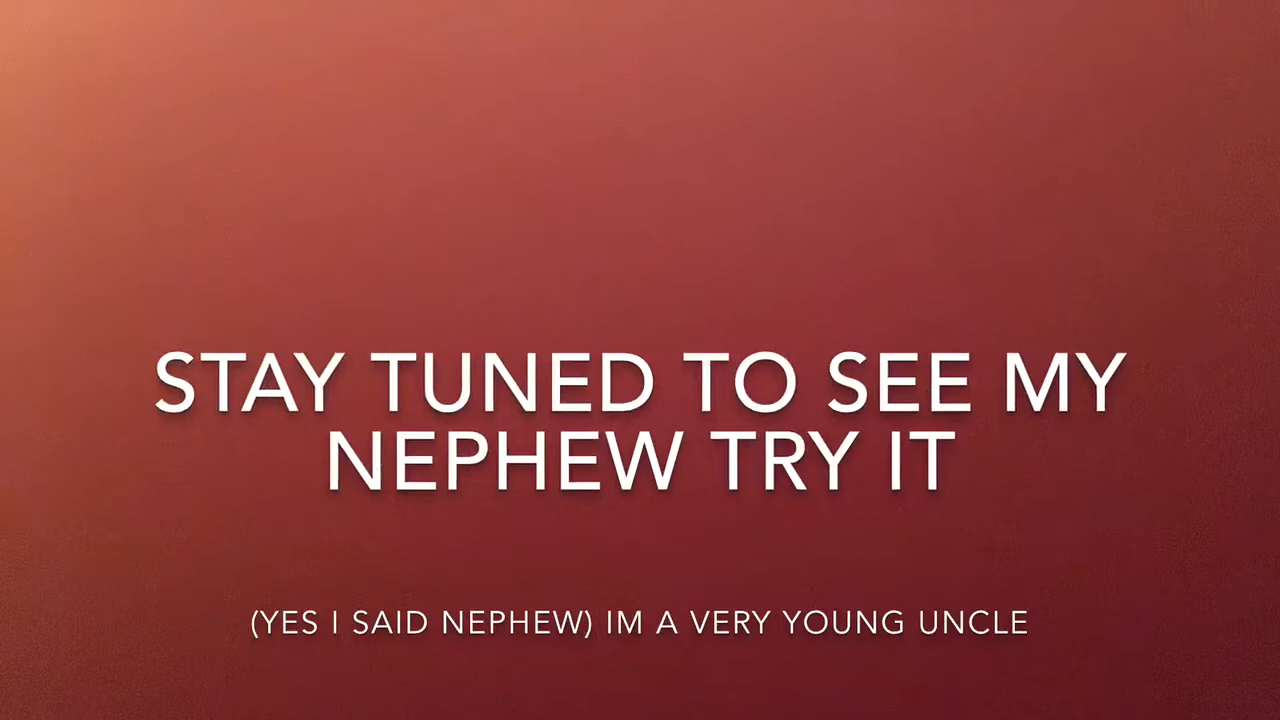 STAY TUNED TO SEE MY
NEPHEW TRY IT
(YES I SAID NEPHEW) IM A VERY YOUNG UNCLE